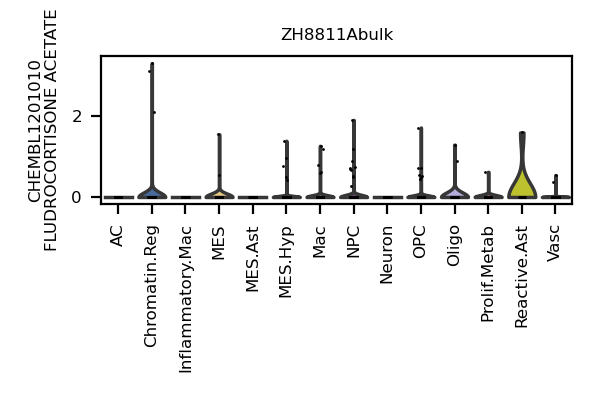 ZH8811Abulk
CHEMBL1201010
FLUDROCORTISONE ACETATE
2
0
AC
Chromatin.Reg
Inflammatory.Mac
MES
MES.Ast
MES.Hyp
Mac
NPC
Neuron
OPC
Oligo
Prolif.Metab
Reactive.Ast
Vasc